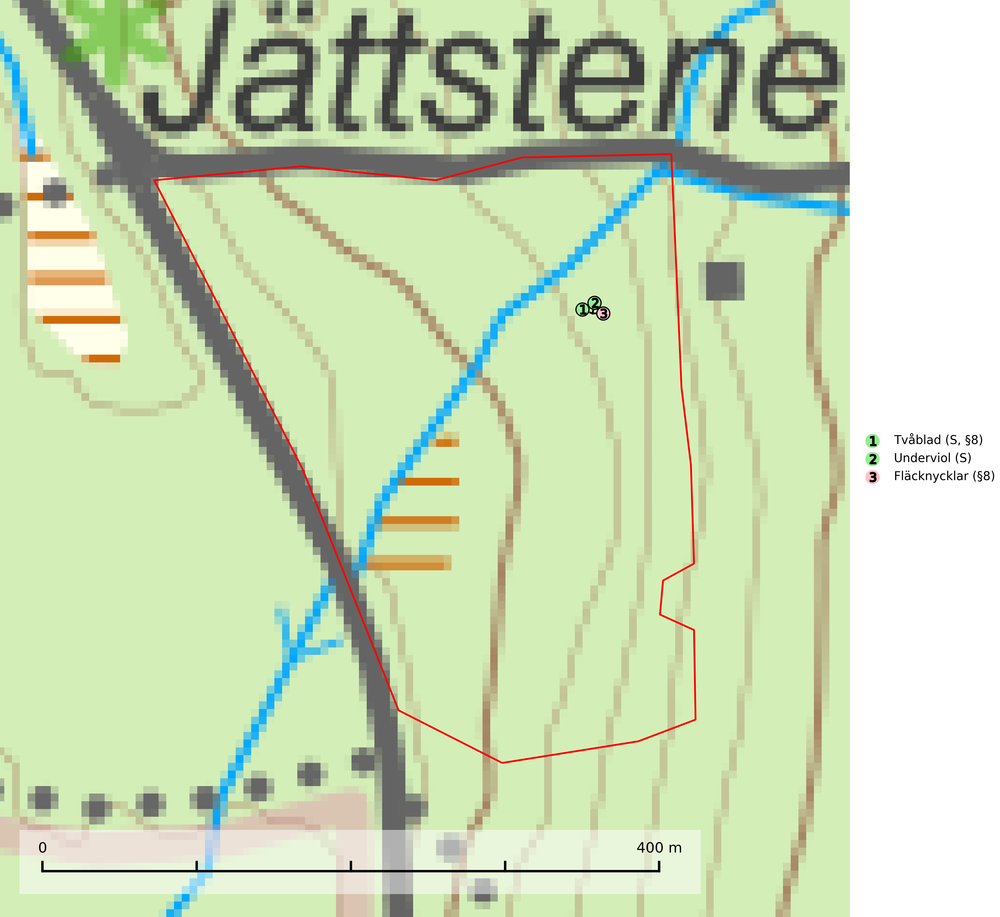 Jättstene
1
2
3
1 Tvåblad (S, §8)
2 Underviol (S)
3 Fläcknycklar (§8)
0 400 m